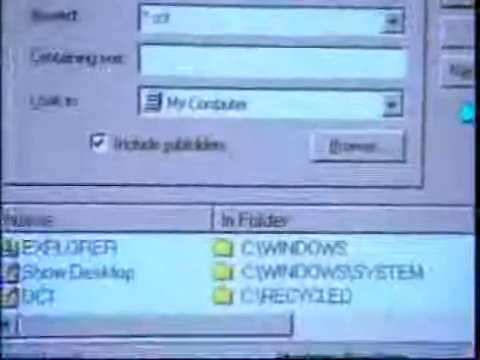 Named:
Containing text:
Look in: My Computer
Include subfolders
Browse...
Name In Folder
EXPLORER C:\WINDOWS
Show Desktop C:\WINDOWS\SYSTEM
DC1 C:\RECYCLED